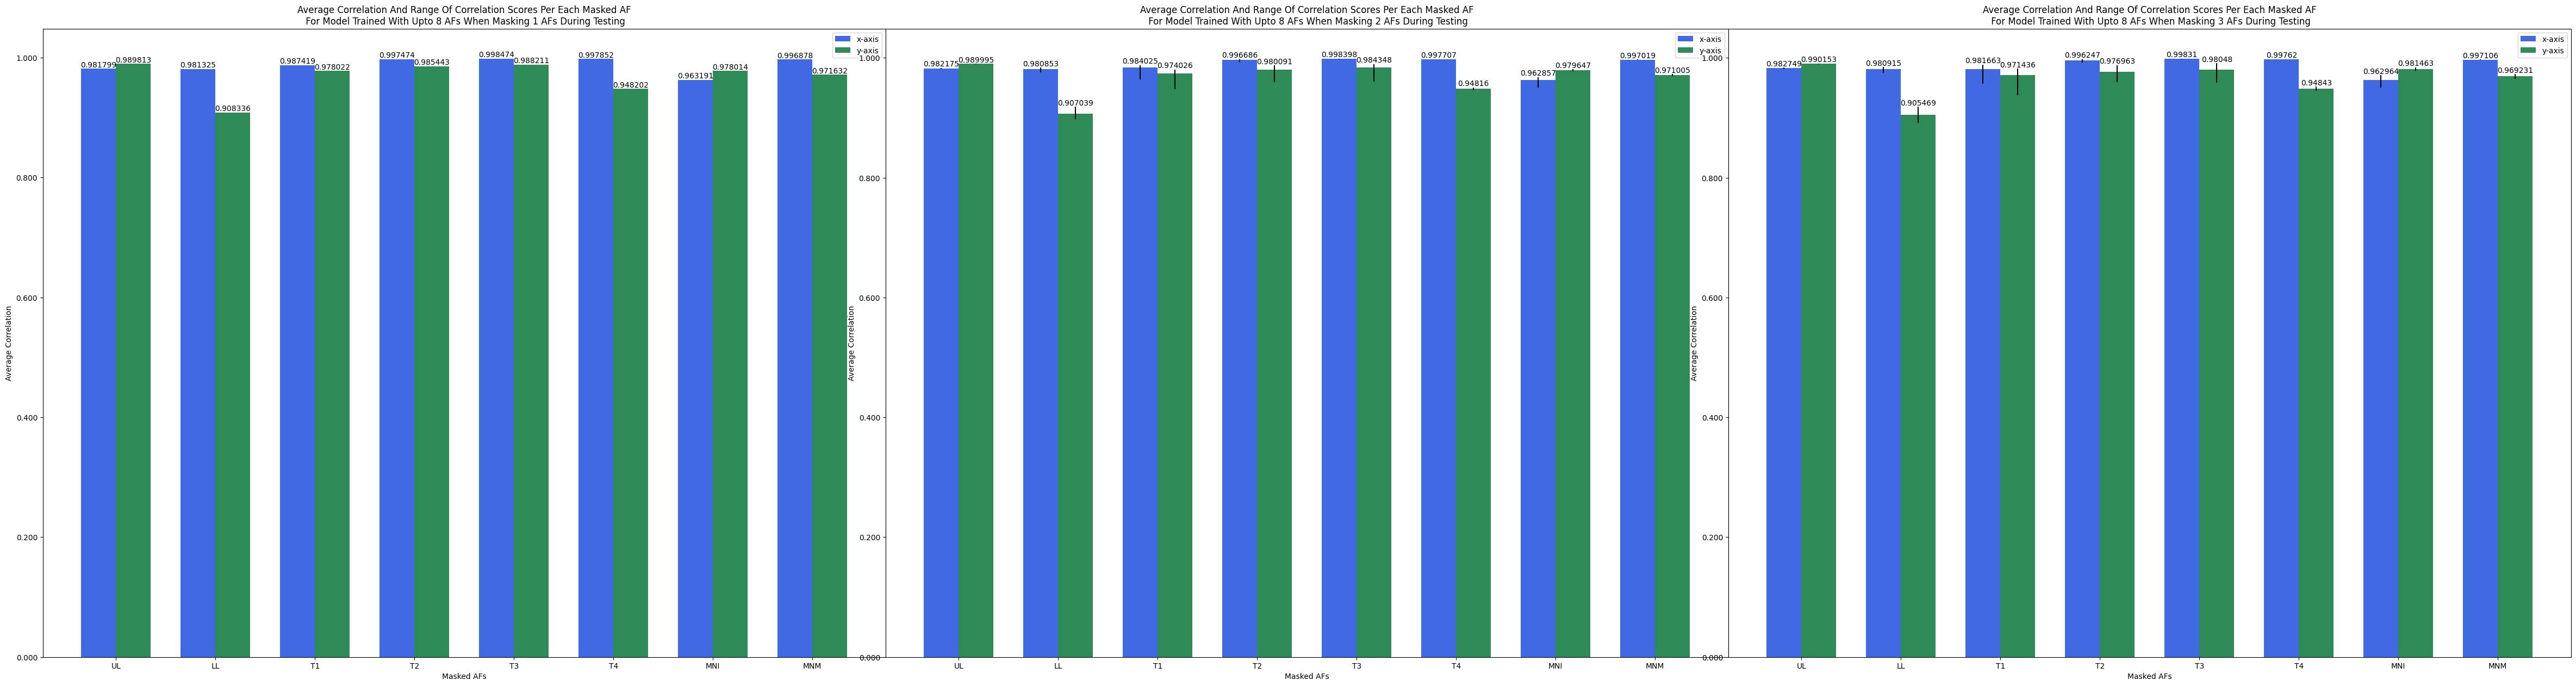 Average Correlation And Range Of Correlation Scores Per Each Masked AF
For Model Trained With Upto 8 AFs When Masking 1 AFs During Testing
x-axis
y-axis
1.000
0.800
0.600
0.400
0.200
0.000
Average Correlation
0.981799
0.989813
0.981325
0.908336
0.987419
0.978022
0.997474
0.985443
0.998474
0.988211
0.997852
0.948202
0.963191
0.978014
0.996878
0.971632
UL
LL
T1
T2
T3
T4
MNI
MNM
Masked AFs
Average Correlation And Range Of Correlation Scores Per Each Masked AF
For Model Trained With Upto 8 AFs When Masking 2 AFs During Testing
x-axis
y-axis
1.000
0.800
0.600
0.400
0.200
0.000
Average Correlation
0.982175
0.989995
0.980853
0.907039
0.984025
0.974026
0.996686
0.980091
0.998398
0.984348
0.997707
0.94816
0.962857
0.979647
0.997019
0.971005
UL
LL
T1
T2
T3
T4
MNI
MNM
Masked AFs
Average Correlation And Range Of Correlation Scores Per Each Masked AF
For Model Trained With Upto 8 AFs When Masking 3 AFs During Testing
x-axis
y-axis
1.000
0.800
0.600
0.400
0.200
0.000
Average Correlation
0.982749
0.990153
0.980915
0.905469
0.981663
0.971436
0.996247
0.976963
0.99831
0.98048
0.99762
0.94843
0.962964
0.981463
0.997106
0.969231
UL
LL
T1
T2
T3
T4
MNI
MNM
Masked AFs